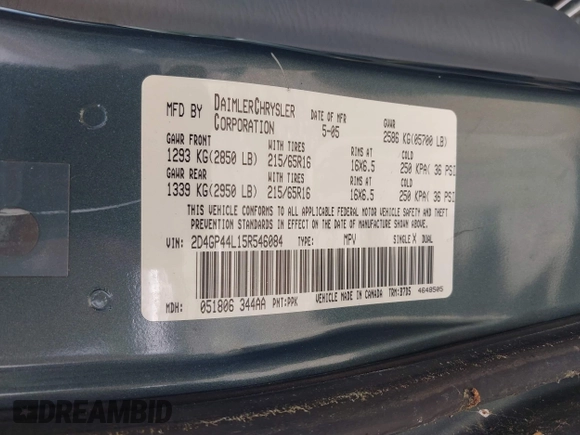 MFD BY DAIMLERCHRYSLER CORPORATION DATE OF MFR 5-05 GVWR 2586 KG(05700 LB)
GAWR FRONT WITH TIRES RIMS AT COLD
1293 KG(2850 LB) 215/65R16 16X6.5 250 KPA( 36 PSI
GAWR REAR WITH TIRES RIMS AT COLD
1339 KG(2950 LB) 215/65R16 16X6.5 250 KPA( 36 PSI
THIS VEHICLE CONFORMS TO ALL APPLICABLE FEDERAL MOTOR VEHICLE SAFETY AND THEFT
PREVENTION STANDARDS IN EFFECT ON THE DATE OF MANUFACTURE SHOWN ABOVE.
VIN: 2D4GP44L15R546084 TYPE: MPV SINGLE X DUAL
MDH: 051806 344AA PNT:PPK VEHICLE MADE IN CANADA TRM:D7D5 4648505
DREAMBID